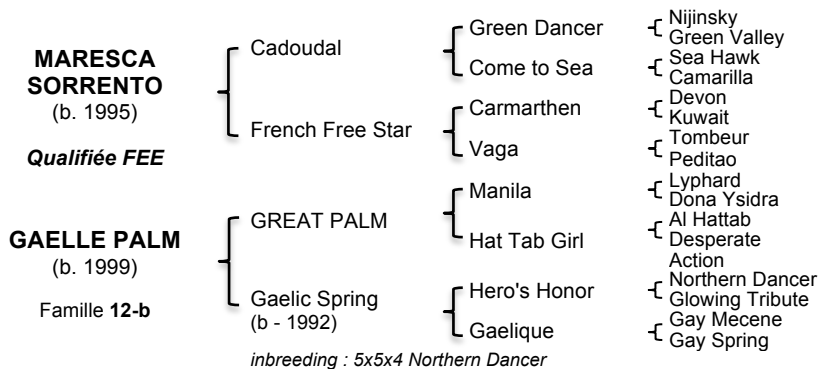 MARESCA
SORRENTO
(b. 1995)
Qualifiée FEE
Cadoudal
French Free Star
Green Dancer
Come to Sea
Carmarthen
Vaga
Nijinsky
Green Valley
Sea Hawk
Camarilla
Devon
Kuwait
Tombeur
Peditao
GAELLE PALM
(b. 1999)
Famille 12-b
GREAT PALM
Gaelic Spring
(b - 1992)
Manila
Hat Tab Girl
Hero's Honor
Gaelique
Lyphard
Dona Ysidra
Al Hattab
Desperate
Action
Northern Dancer
Glowing Tribute
Gay Mecene
Gay Spring
inbreeding : 5x5x4 Northern Dancer